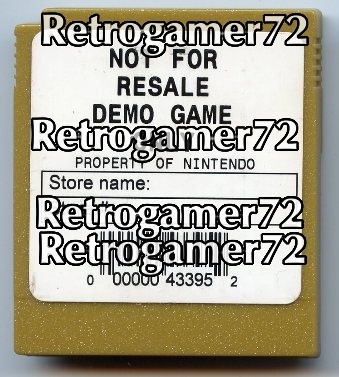 Retrogamer72
NOT FOR
RESALE
DEMO GAME
Retrogamer72
PROPERTY OF NINTENDO
Store name:
Retrogamer72
Retrogamer72
0 00000 43395 2